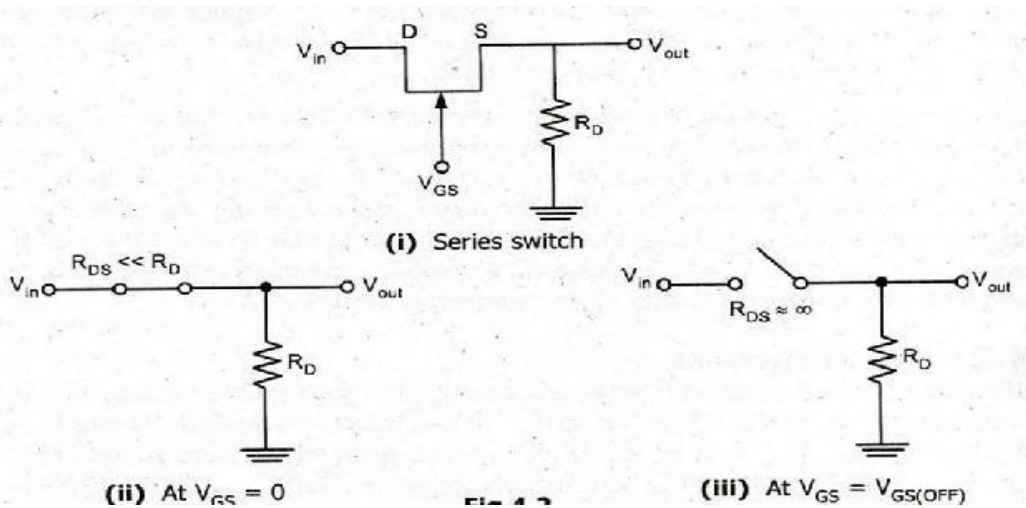 D S
V_in V_out
R_D
V_GS
(i) Series switch
R_DS << R_D
V_in V_out
R_D
(ii) At V_GS = 0
V_in V_out
R_DS ≈ ∞
R_D
(iii) At V_GS = V_GS(OFF)
Fig 4.2